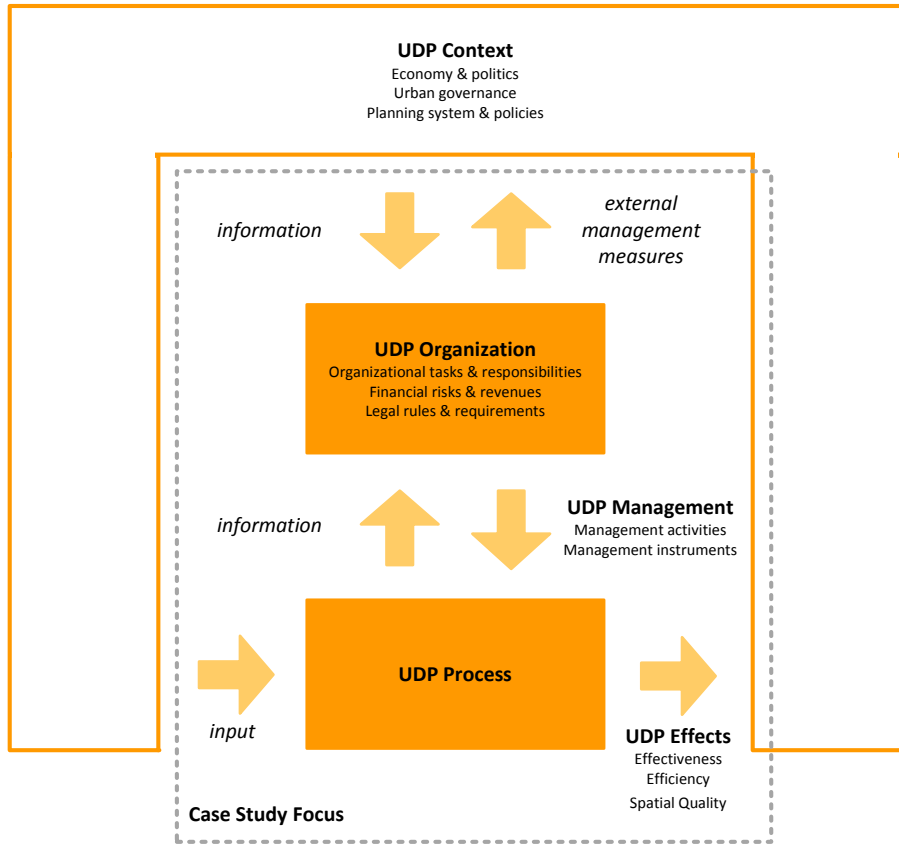 UDP Context
Economy & politics
Urban governance
Planning system & policies
information
external
management
measures
UDP Organization
Organizational tasks & responsibilities
Financial risks & revenues
Legal rules & requirements
information
UDP Management
Management activities
Management instruments
UDP Process
input
UDP Effects
Effectiveness
Efficiency
Spatial Quality
Case Study Focus